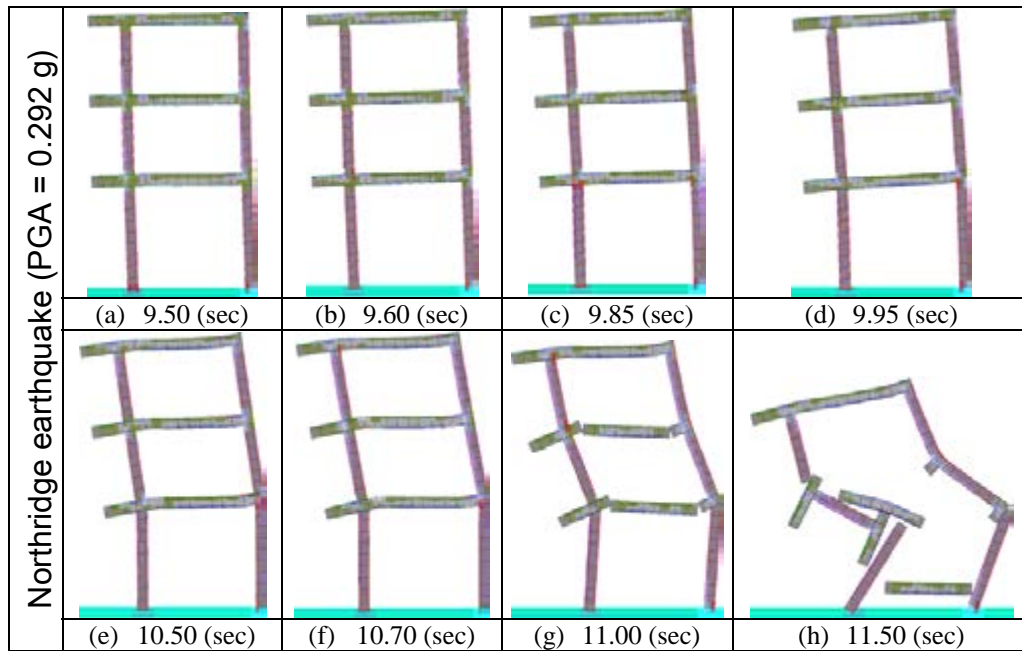 Northridge earthquake (PGA = 0.292 g)
(a) 9.50 (sec)
(b) 9.60 (sec)
(c) 9.85 (sec)
(d) 9.95 (sec)
(e) 10.50 (sec)
(f) 10.70 (sec)
(g) 11.00 (sec)
(h) 11.50 (sec)